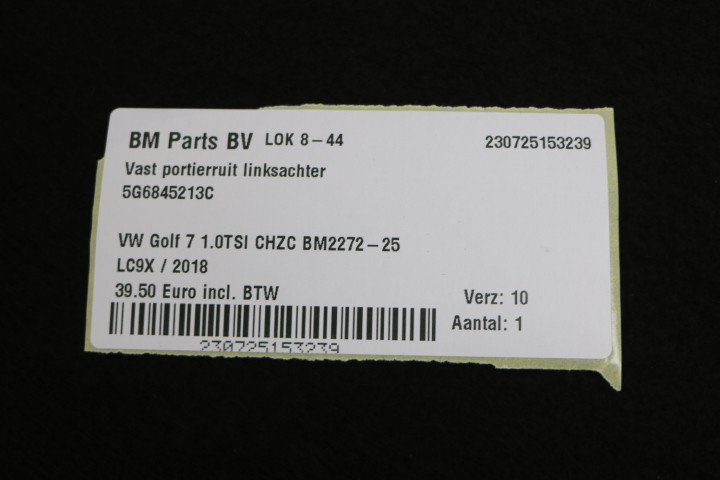 BM Parts BV LOK 8-44 230725153239
Vast portierruit linksachter
5G6845213C
VW Golf 7 1.0TSI CHZC BM2272-25
LC9X / 2018
39.50 Euro incl. BTW Verz: 10
Aantal: 1
230725153239